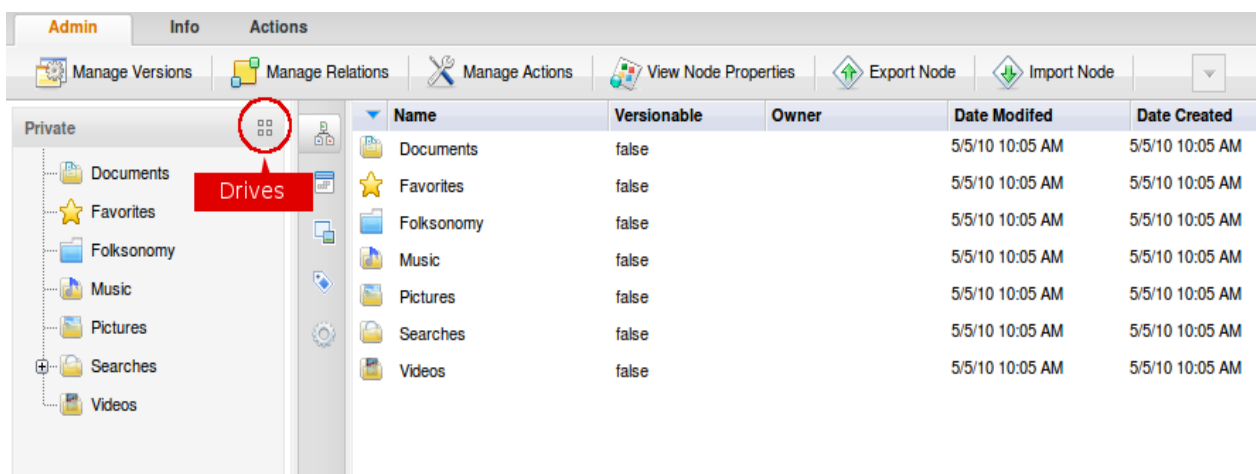 Admin Info Actions
Manage Versions Manage Relations Manage Actions View Node Properties Export Node Import Node
Private
Drives
Documents
Favorites
Folksonomy
Music
Pictures
Searches
Videos
Name Versionable Owner Date Modifed Date Created
Documents false 5/5/10 10:05 AM 5/5/10 10:05 AM
Favorites false 5/5/10 10:05 AM 5/5/10 10:05 AM
Folksonomy false 5/5/10 10:05 AM 5/5/10 10:05 AM
Music false 5/5/10 10:05 AM 5/5/10 10:05 AM
Pictures false 5/5/10 10:05 AM 5/5/10 10:05 AM
Searches false 5/5/10 10:05 AM 5/5/10 10:05 AM
Videos false 5/5/10 10:05 AM 5/5/10 10:05 AM